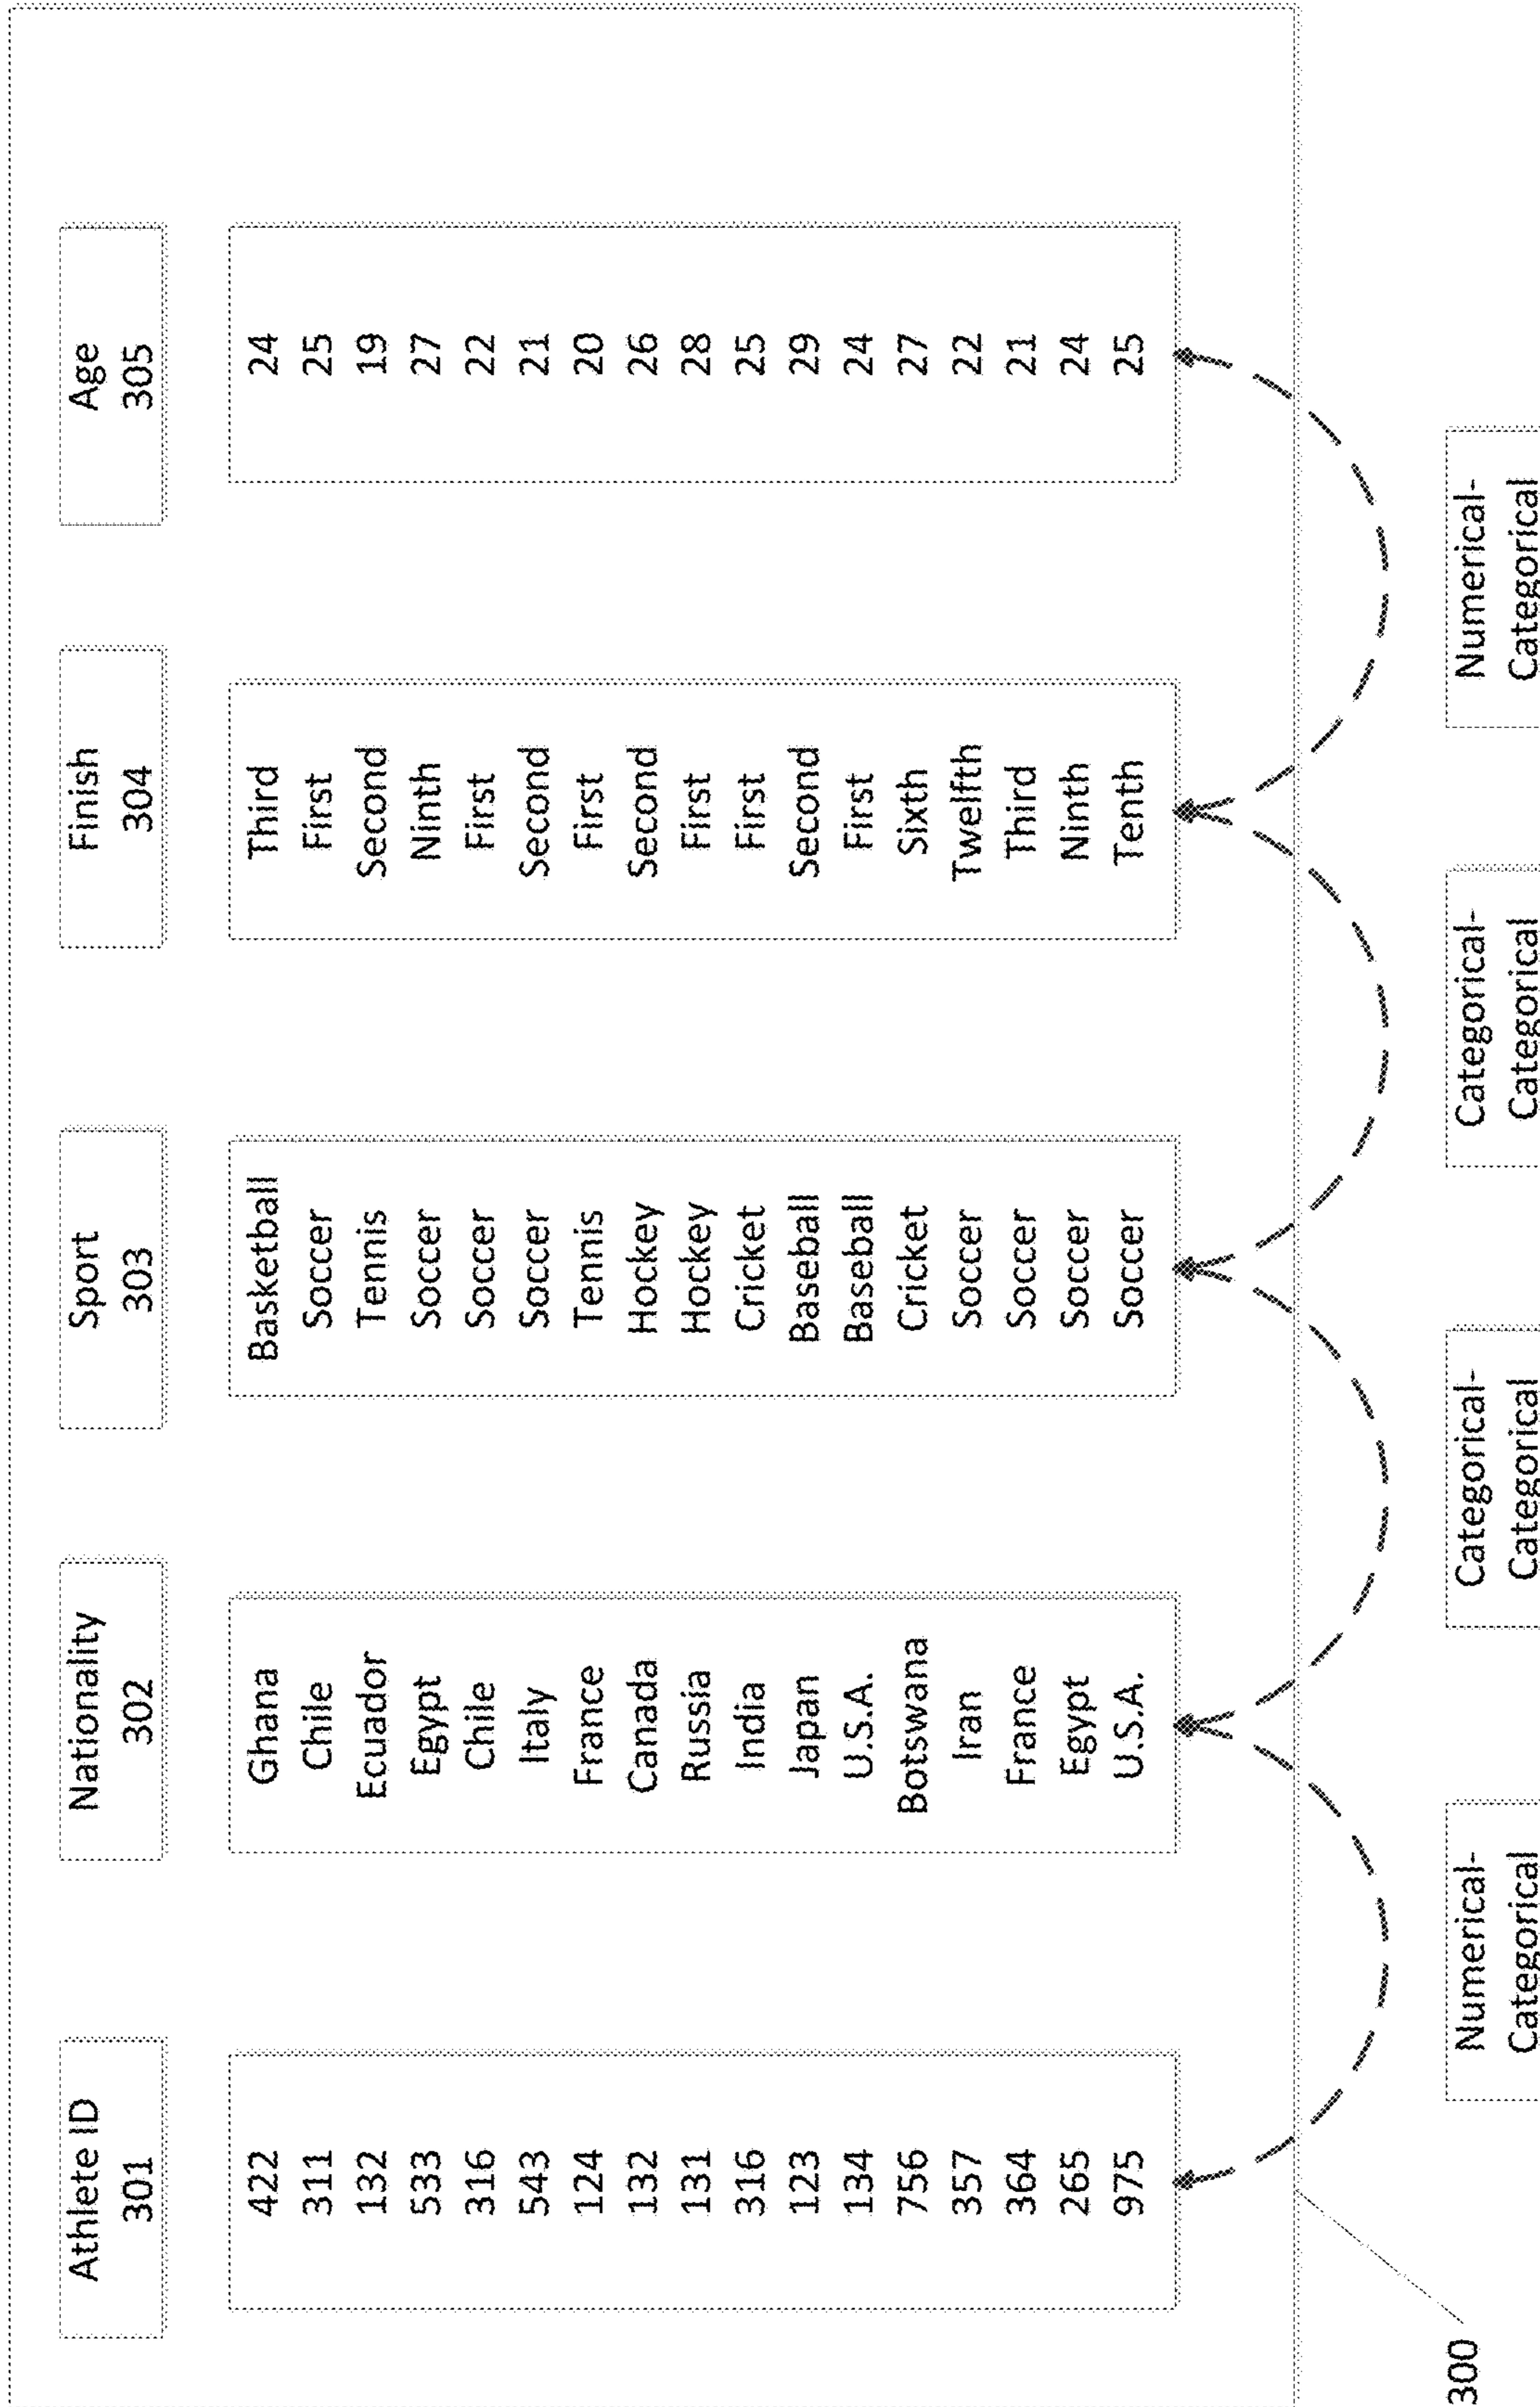 Athlete ID
301
422
311
132
533
316
543
124
132
131
316
123
134
756
357
364
265
975
Nationality
302
Ghana
Chile
Ecuador
Egypt
Chile
Italy
France
Canada
Russia
India
Japan
U.S.A.
Botswana
Iran
France
Egypt
U.S.A.
Sport
303
Basketball
Soccer
Tennis
Soccer
Soccer
Soccer
Tennis
Hockey
Hockey
Cricket
Baseball
Baseball
Cricket
Soccer
Soccer
Soccer
Soccer
Finish
304
Third
First
Second
Ninth
First
Second
First
Second
First
First
Second
First
Sixth
Twelfth
Third
Ninth
Tenth
Age
305
24
25
19
27
22
21
20
26
28
25
29
24
27
22
21
24
25
300
Numerical-
Categorical
Categorical-
Categorical
Categorical-
Categorical
Numerical-
Categorical